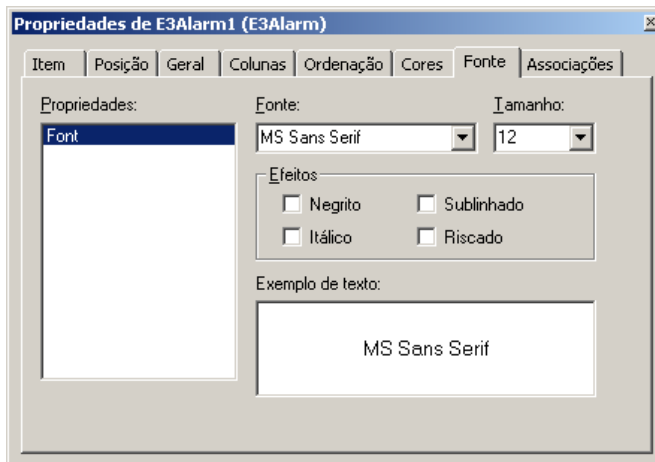 Propriedades de E3Alarm1 (E3Alarm)
Item Posição Geral Colunas Ordenação Cores Fonte Associações
Propriedades: Fonte: Tamanho:
Font MS Sans Serif 12
Efeitos
Negrito Sublinhado
Itálico Riscado
Exemplo de texto:
MS Sans Serif